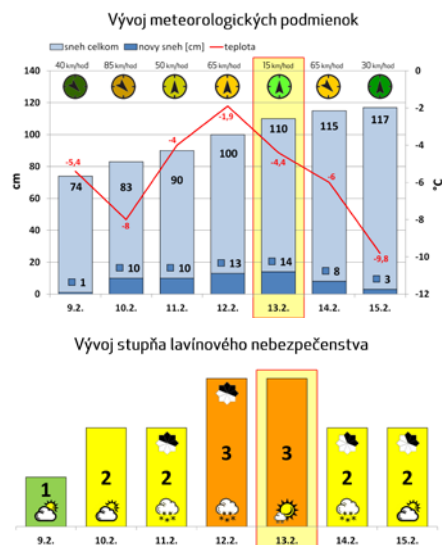 Vývoj meteorologických podmienok
sneh celkom nový sneh [cm] teplota
40 km/hod 85 km/hod 50 km/hod 65 km/hod 15 km/hod 65 km/hod 30 km/hod
140 0
120 -2
100 -4
80 -6
60 -8
40 -10
20 -12
0
cm
°C
74 83 90 100 110 115 117
-5,4 -8 -4 -1,9 -4,4 -6 -9,8
1 10 10 13 14 8 3
9.2. 10.2. 11.2. 12.2. 13.2. 14.2. 15.2.
Vývoj stupňa lavínového nebezpečenstva
1 2 2 3 3 2 2
9.2. 10.2. 11.2. 12.2. 13.2. 14.2. 15.2.